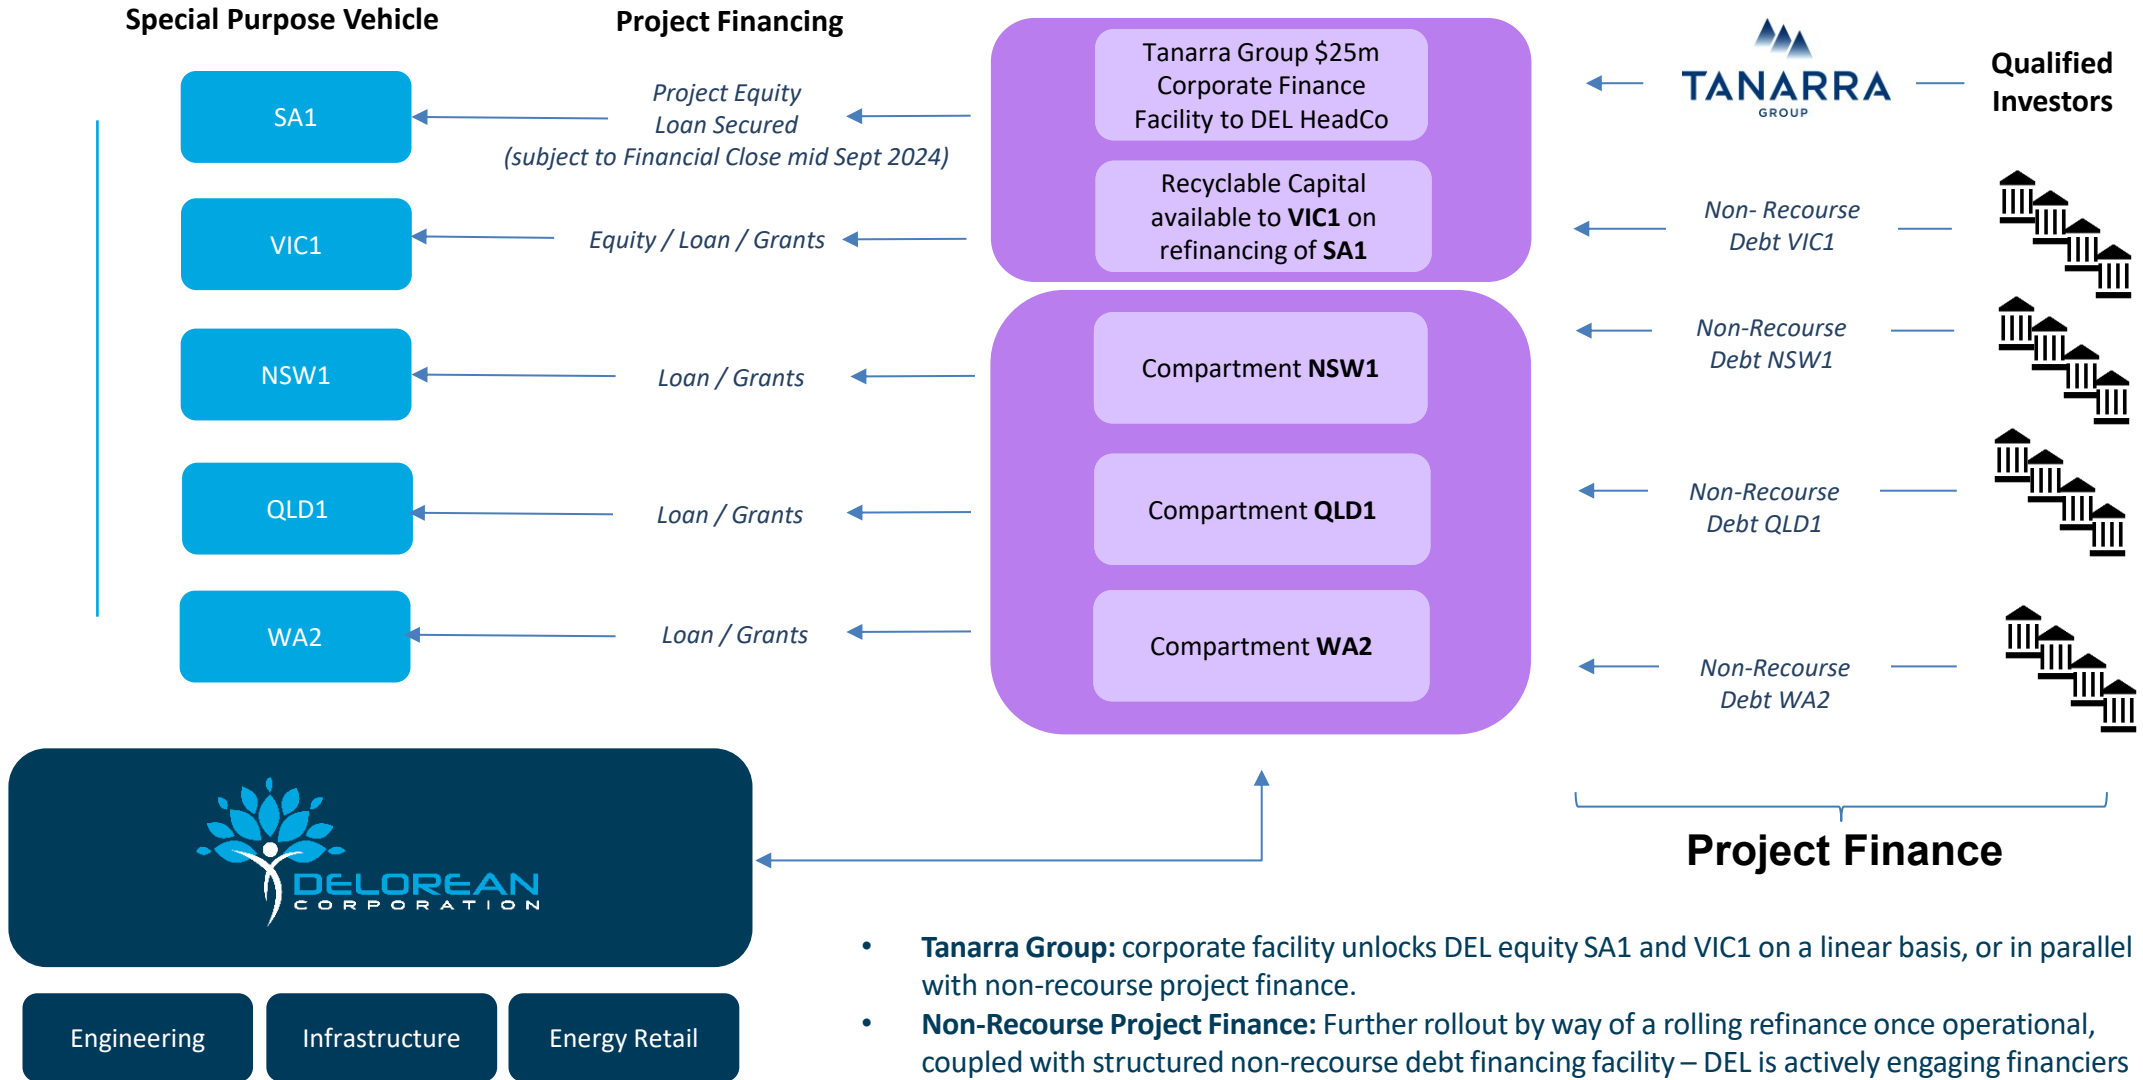 Special Purpose Vehicle
Project Financing
SA1
VIC1
NSW1
QLD1
WA2
Project Equity
Loan Secured
(subject to Financial Close mid Sept 2024)
Equity / Loan / Grants
Loan / Grants
Loan / Grants
Loan / Grants
Tanarra Group $25m
Corporate Finance
Facility to DEL HeadCo
Recyclable Capital
available to VIC1 on
refinancing of SA1
Compartment NSW1
Compartment QLD1
Compartment WA2
TANARRA
GROUP
Qualified
Investors
Non- Recourse
Debt VIC1
Non-Recourse
Debt NSW1
Non-Recourse
Debt QLD1
Non-Recourse
Debt WA2
Project Finance
DELOREAN
CORPORATION
Engineering
Infrastructure
Energy Retail
• Tanarra Group: corporate facility unlocks DEL equity SA1 and VIC1 on a linear basis, or in parallel
with non-recourse project finance.
• Non-Recourse Project Finance: Further rollout by way of a rolling refinance once operational,
coupled with structured non-recourse debt financing facility – DEL is actively engaging financiers